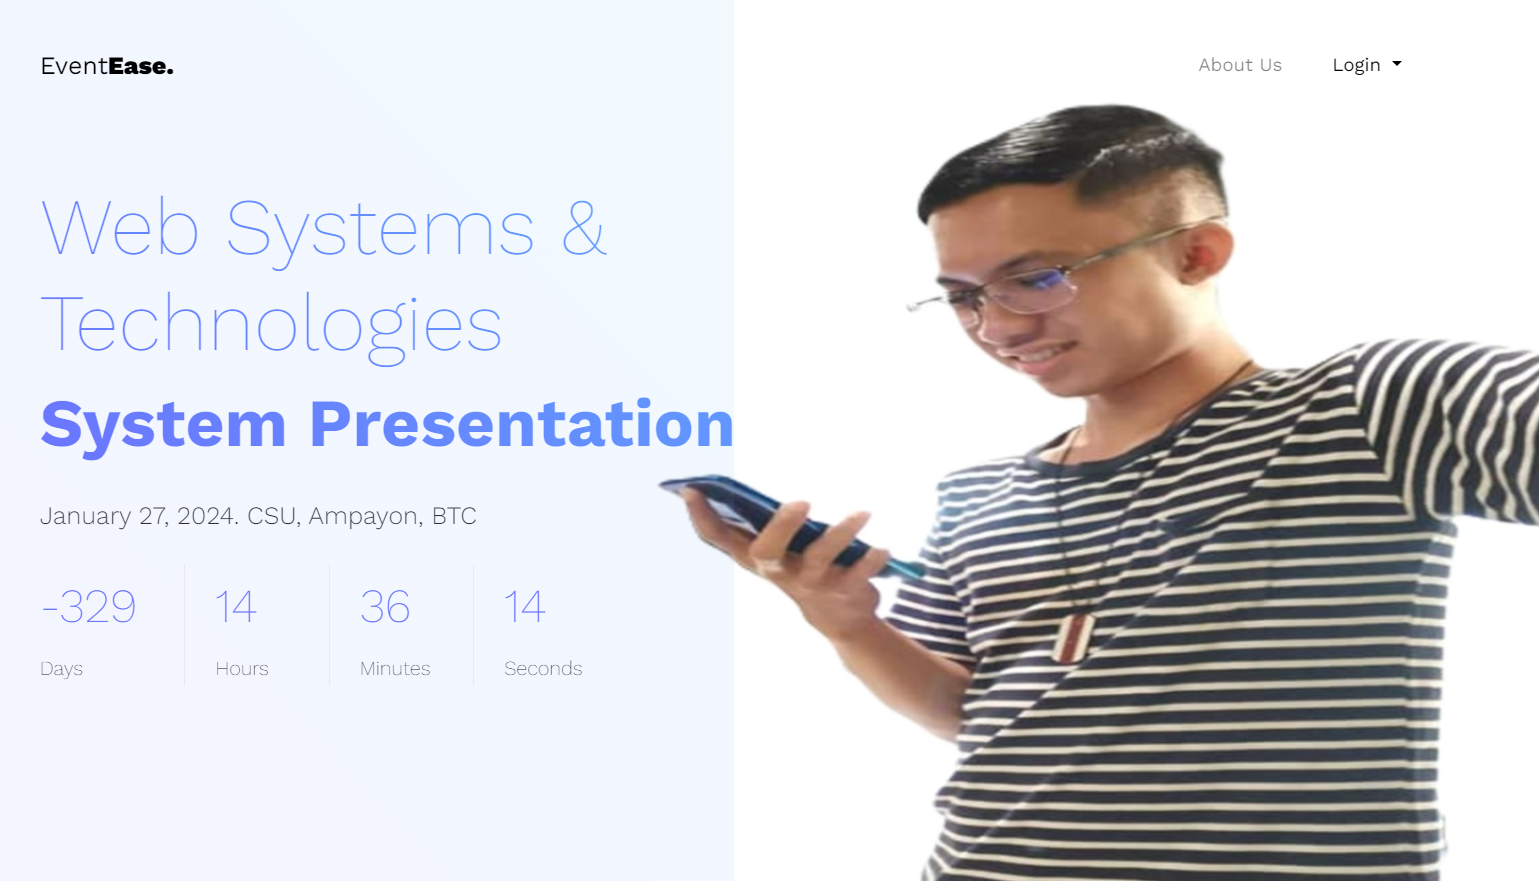 EventEase.
About Us
Login
Web Systems &
Technologies
System Presentation
January 27, 2024. CSU, Ampayon, BTC
-329
14
36
14
Days
Hours
Minutes
Seconds